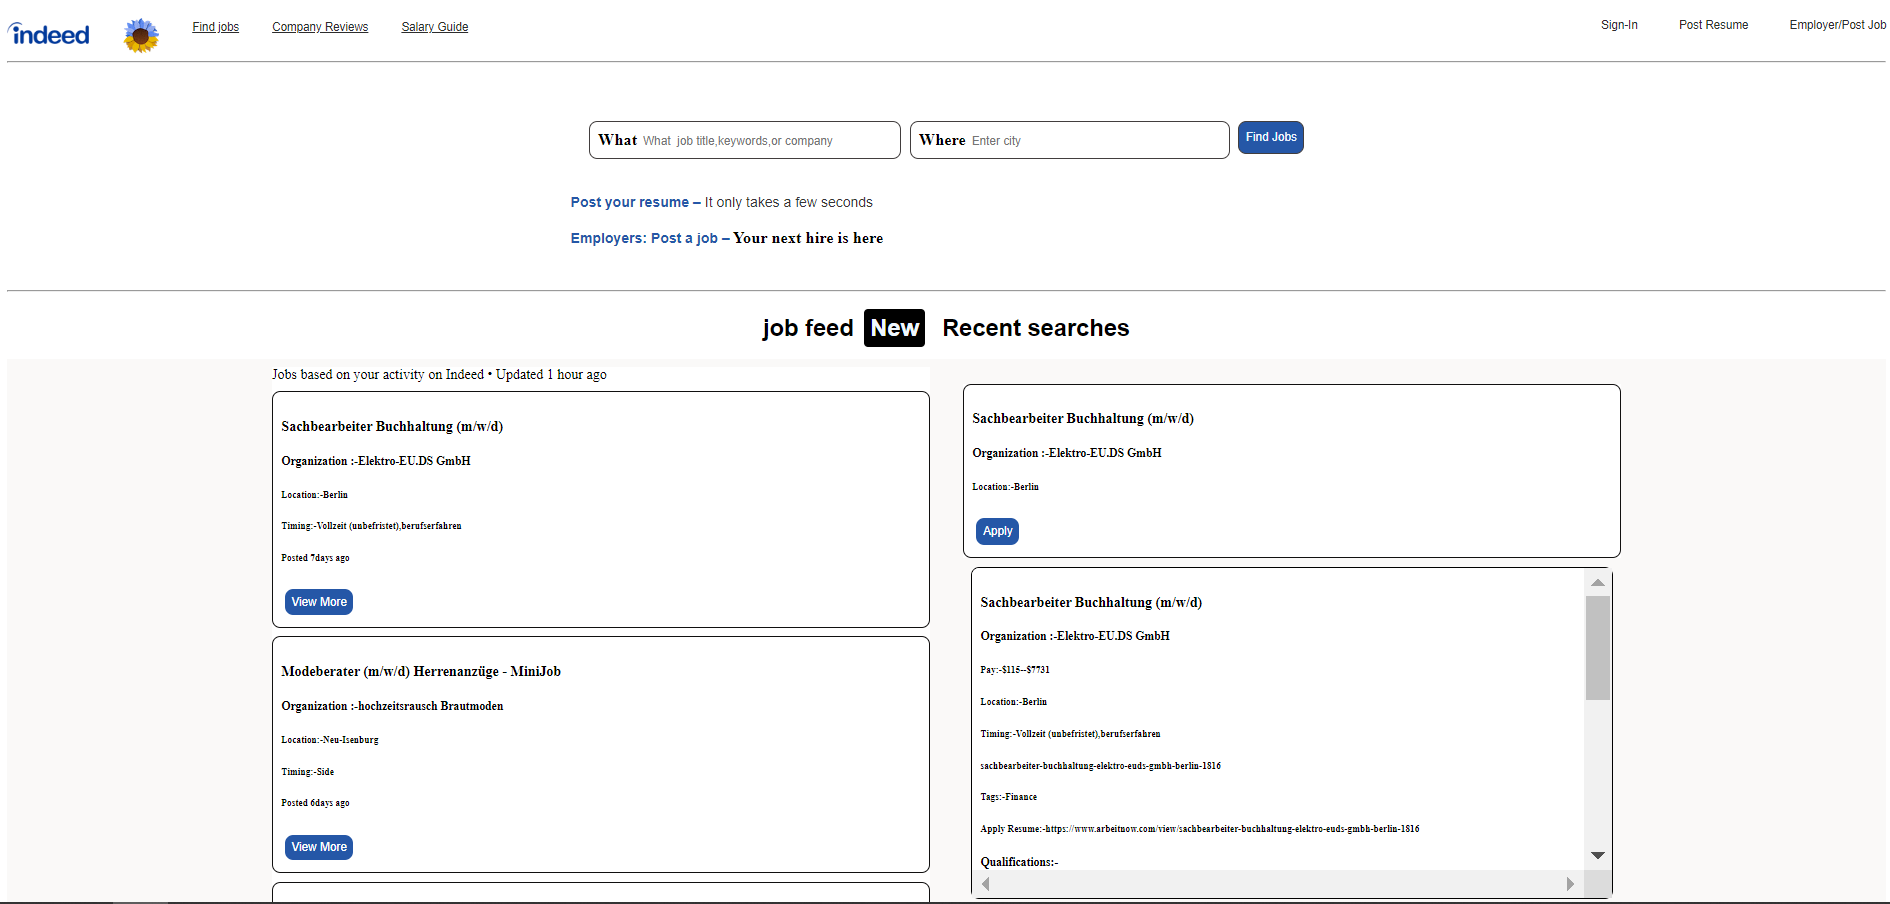 indeed
Find jobs
Company Reviews
Salary Guide
Sign-In
Post Resume
Employer/Post Job
What What  job title,keywords,or company
Where Enter city
Find Jobs
Post your resume – It only takes a few seconds
Employers: Post a job – Your next hire is here
job feed New Recent searches
Jobs based on your activity on Indeed • Updated 1 hour ago
Sachbearbeiter Buchhaltung (m/w/d)
Organization :-Elektro-EU.DS GmbH
Location:-Berlin
Timing:-Vollzeit (unbefristet),berufserfahren
Posted 7days ago
View More
Modeberater (m/w/d) Herrenanzüge - MiniJob
Organization :-hochzeitsrausch Brautmoden
Location:-Neu-Isenburg
Timing:-Side
Posted 6days ago
View More
Sachbearbeiter Buchhaltung (m/w/d)
Organization :-Elektro-EU.DS GmbH
Location:-Berlin
Apply
Sachbearbeiter Buchhaltung (m/w/d)
Organization :-Elektro-EU.DS GmbH
Pay:-$115--$7731
Location:-Berlin
Timing:-Vollzeit (unbefristet),berufserfahren
sachbearbeiter-buchhaltung-elektro-euds-gmbh-berlin-1816
Tags:-Finance
Apply Resume:-https://www.arbeitnow.com/view/sachbearbeiter-buchhaltung-elektro-euds-gmbh-berlin-1816
Qualifications:-